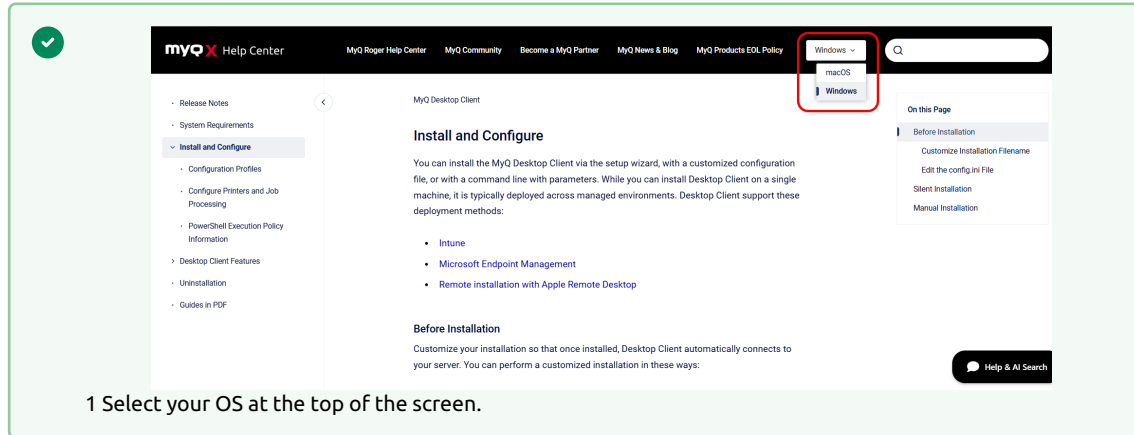 myQ X Help Center
MyQ Roger Help Center MyQ Community Become a MyQ Partner MyQ News & Blog MyQ Products EOL Policy Windows
macOS
Windows
Release Notes
System Requirements
Install and Configure
Configuration Profiles
Configure Printers and Job
Processing
PowerShell Execution Policy
Information
Desktop Client Features
Uninstallation
Guides in PDF
MyQ Desktop Client
Install and Configure
You can install the MyQ Desktop Client via the setup wizard, with a customized configuration
file, or with a command line with parameters. While you can install Desktop Client on a single
machine, it is typically deployed across managed environments. Desktop Client support these
deployment methods:
Intune
Microsoft Endpoint Management
Remote installation with Apple Remote Desktop
Before Installation
Customize your installation so that once installed, Desktop Client automatically connects to
your server. You can perform a customized installation in these ways:
On this Page
Before Installation
Customize Installation Filename
Edit the config.ini File
Silent Installation
Manual Installation
Help & AI Search
1 Select your OS at the top of the screen.